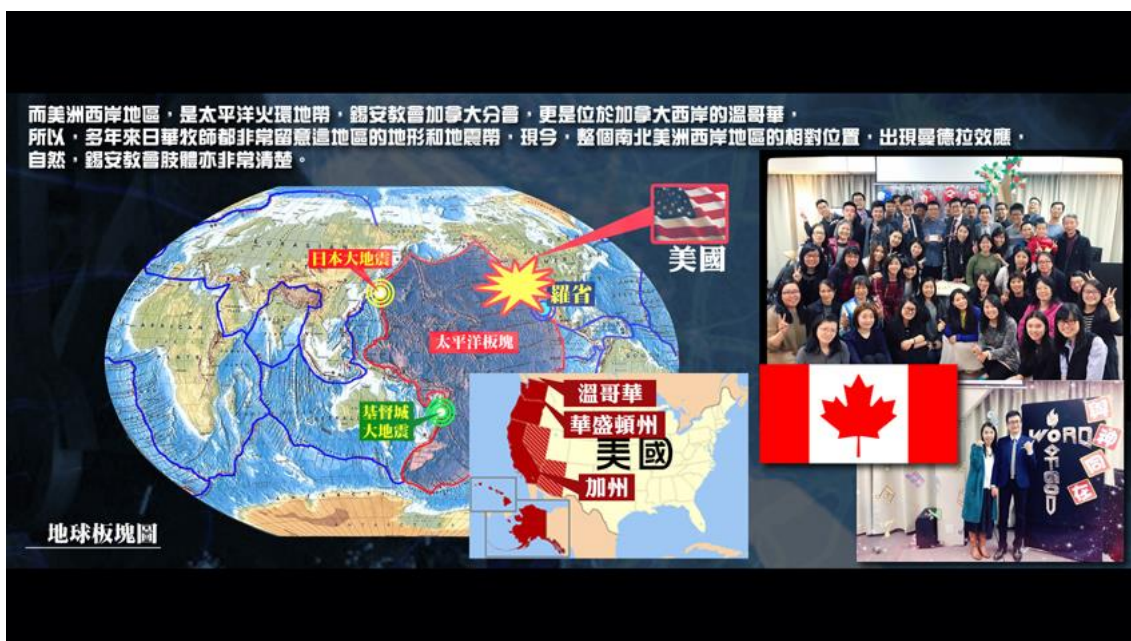 而美洲西岸地區，是太平洋火環地帶，錫安教會加拿大分會，更是位於加拿大西岸的溫哥華，
所以，多年來日華牧師都非常留意這地區的地形和地震帶，現今，整個南北美洲西岸地區的相對位置，出現曼德拉效應，
自然，錫安教會肢體亦非常清楚。
日本大地震
美國
羅省
太平洋板塊
基督城
大地震
溫哥華
華盛頓州
美國
加州
地球板塊圖
WORD
OF GOD
與神同在